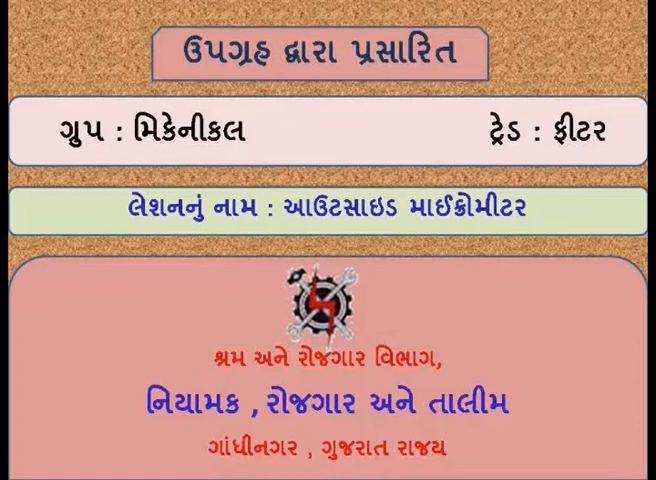 ઉપગ્રહ દ્વારા પ્રસારિત
ગ્રુપ : મિકેનીકલ ટ્રેડ : ફીટર
લેશનનું નામ : આઉટસાઇડ માઈક્રોમીટર
શ્રમ અને રોજગાર વિભાગ,
નિયામક , રોજગાર અને તાલીમ
ગાંધીનગર , ગુજરાત રાજય